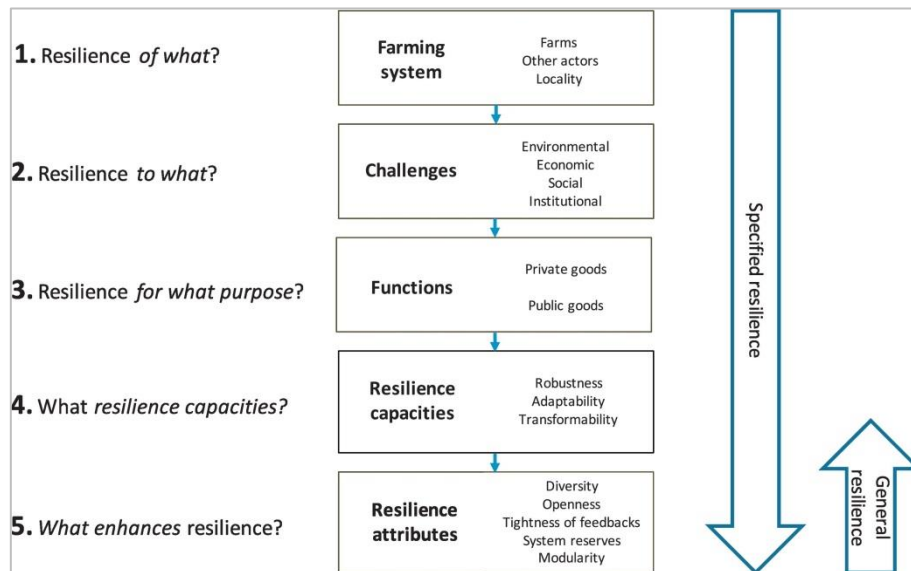 1. Resilience of what?
Farming
system
Farms
Other actors
Locality
2. Resilience to what?
Challenges
Environmental
Economic
Social
Institutional
3. Resilience for what purpose?
Functions
Private goods
Public goods
4. What resilience capacities?
Resilience
capacities
Robustness
Adaptability
Transformability
5. What enhances resilience?
Resilience
attributes
Diversity
Openness
Tightness of feedbacks
System reserves
Modularity
Specified resilience
General
resilience